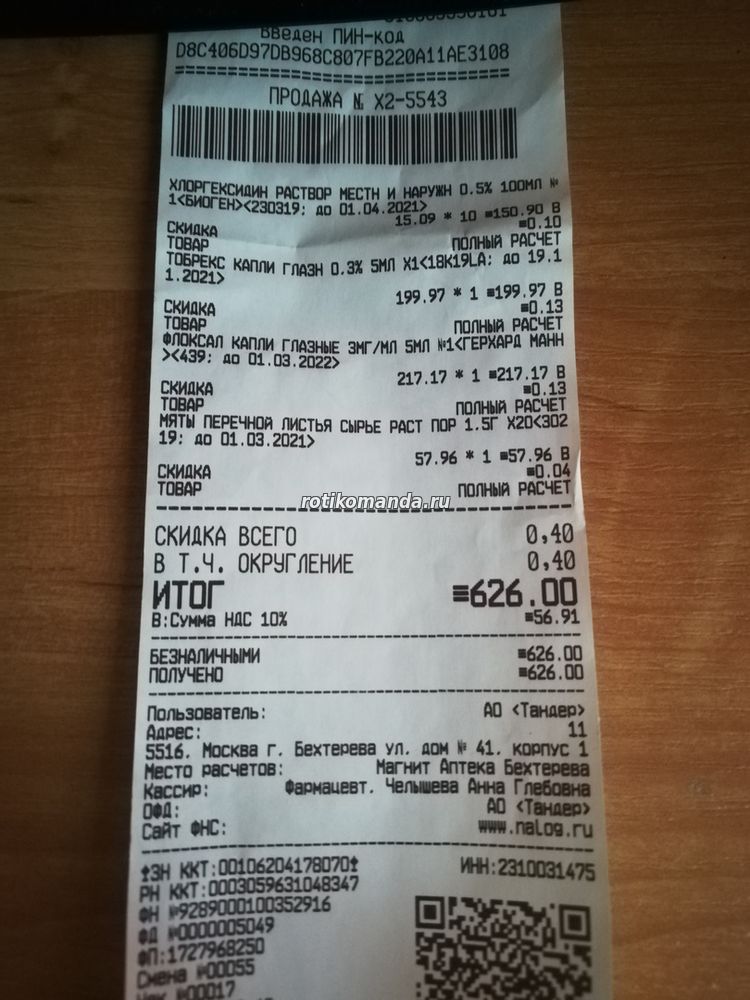 Введен ПИН-код
D8C406D97DB968C807FB220A11AE3108
ПРОДАЖА № X2-5543
ХЛОРГЕКСИДИН РАСТВОР МЕСТН И НАРУЖН 0.5% 100МЛ №
1<БИОГЕН><230319; до 01.04.2021>
15.09 * 10 ≡150.90 В
СКИДКА ≡0.10
ТОВАР ПОЛНЫЙ РАСЧЕТ
ТОБРЕКС КАПЛИ ГЛАЗН 0.3% 5МЛ X1<18K19LA; до 19.1
1.2021>
199.97 * 1 ≡199.97 В
СКИДКА ≡0.13
ТОВАР ПОЛНЫЙ РАСЧЕТ
ФЛОКСАЛ КАПЛИ ГЛАЗНЫЕ 3МГ/МЛ 5МЛ №1<ГЕРХАРД МАНН
><439; до 01.03.2022>
217.17 * 1 ≡217.17 В
СКИДКА ≡0.13
ТОВАР ПОЛНЫЙ РАСЧЕТ
МЯТЫ ПЕРЕЧНОЙ ЛИСТЬЯ СЫРЬЕ РАСТ ПОР 1.5Г X20<302
19; до 01.03.2021>
57.96 * 1 ≡57.96 В
СКИДКА ≡0.04
ТОВАР ПОЛНЫЙ РАСЧЕТ
rotikomanda.ru
СКИДКА ВСЕГО 0,40
В Т.Ч. ОКРУГЛЕНИЕ 0,40
ИТОГ ≡626.00
В:Сумма НДС 10% ≡56.91
БЕЗНАЛИЧНЫМИ ≡626.00
ПОЛУЧЕНО ≡626.00
Пользователь: АО <Тандер>
Адрес: 11
5516, Москва г, Бехтерева ул, дом № 41, корпус 1
Место расчетов: Магнит Аптека Бехтерева
Кассир: Фармацевт, Челышева Анна Глебовна
ОФД: АО <Тандер>
Сайт ФНС: www.nalog.ru
ЗН ККТ:00106204178070 ИНН:2310031475
РН ККТ:0003059631048347
ФН №9289000100352916
ФД №0000005049
ФП:1727968250
Смена №00055
Чек №00017